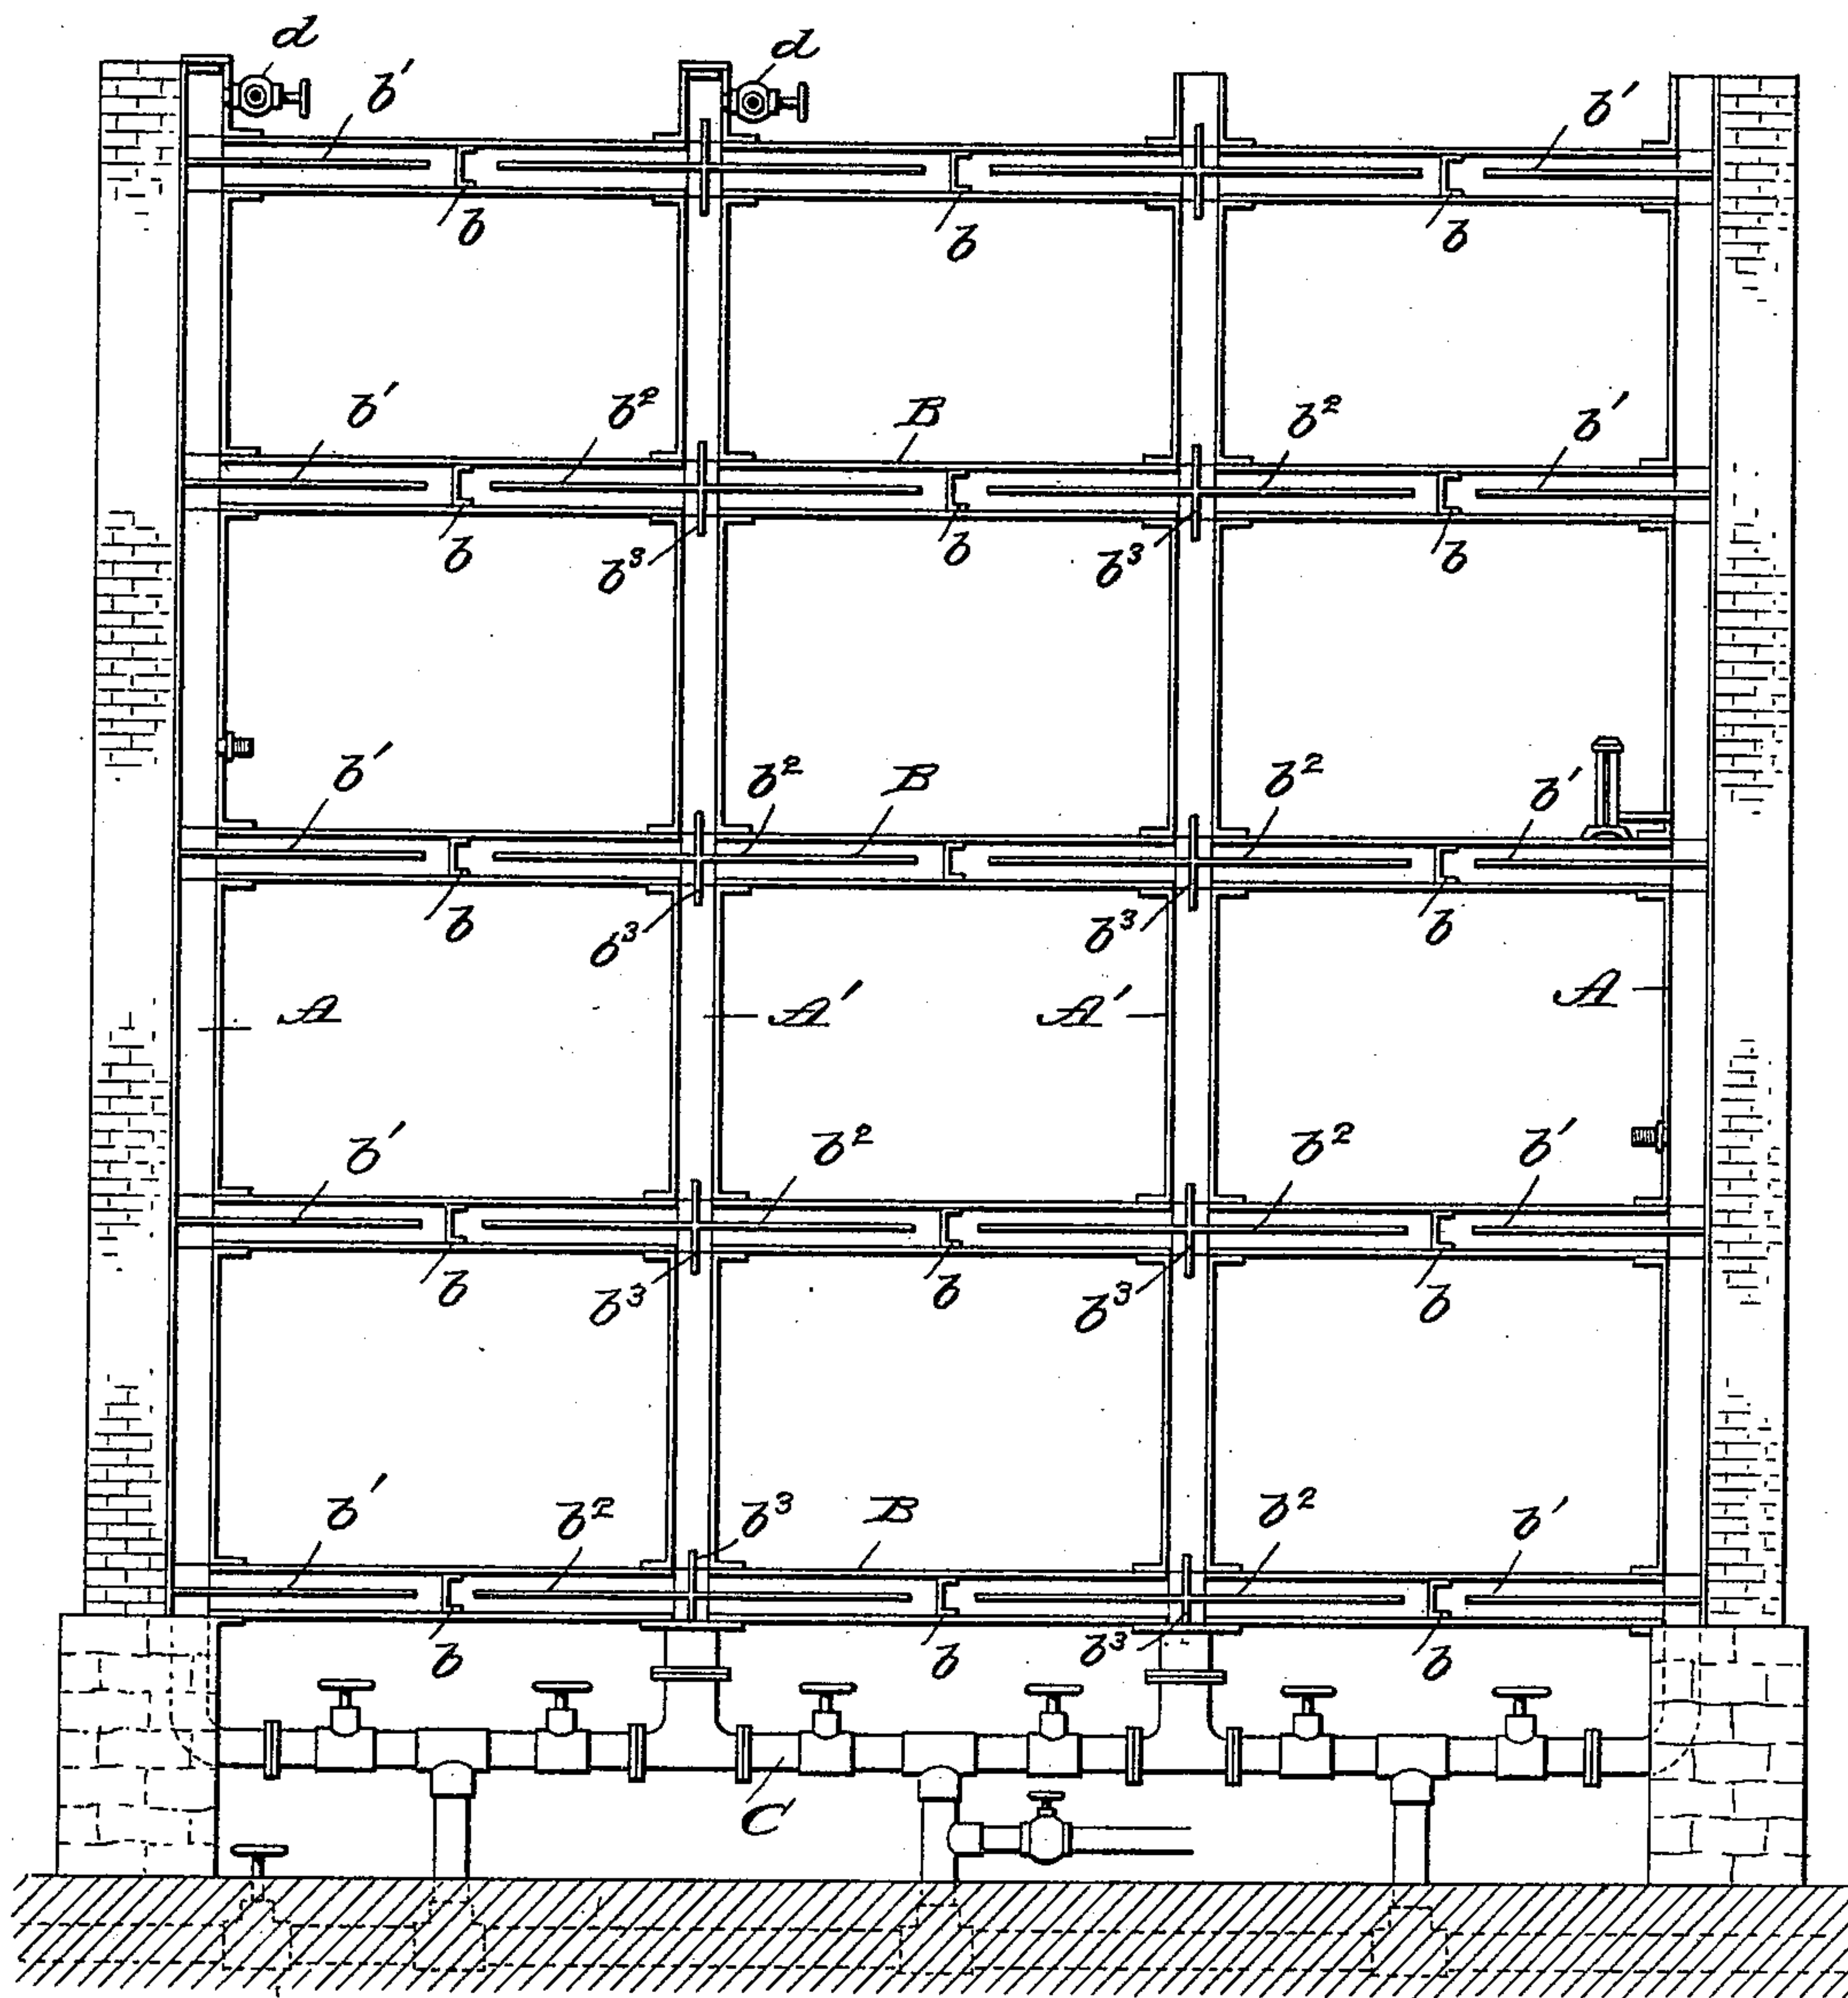 d d
b' b'
b b b
b' b² B b² b'
b b b
b³ b³
b' b² B b² b'
b b
b³ b³
A A' A' A
b' b² b² b'
b b b
b³ b³
b' b² b³ B b² b'
b b b³ b
C